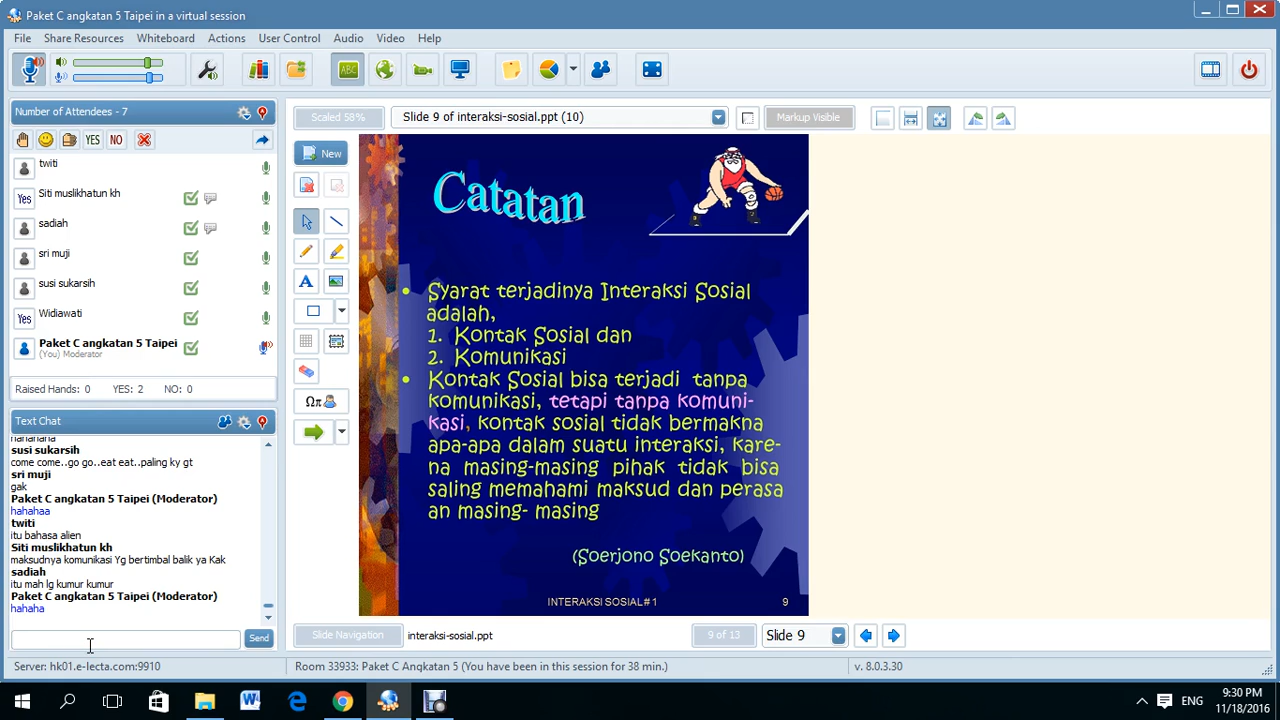 Paket C angkatan 5 Taipei in a virtual session
File Share Resources Whiteboard Actions User Control Audio Video Help
ABC
Number of Attendees - 7
YES NO
twiti
Yes Siti muslikhatun kh
sadiah
sri muji
susi sukarsih
Yes Widiawati
Paket C angkatan 5 Taipei
(You) Moderator
Raised Hands: 0 YES: 2 NO: 0
Text Chat
susi sukarsih
come come..go go..eat eat..paling ky gt
sri muji
gak
Paket C angkatan 5 Taipei (Moderator)
hahahaa
twiti
itu bahasa alien
Siti muslikhatun kh
maksudnya komunikasi Yg bertimbal balik ya Kak
sadiah
itu mah lg kumur kumur
Paket C angkatan 5 Taipei (Moderator)
hahaha
Send
Scaled 58% Slide 9 of interaksi-sosial.ppt (10) Markup Visible
New
A
Ωπ
Catatan
• Syarat terjadinya Interaksi Sosial
adalah,
1. Kontak Sosial dan
2. Komunikasi
• Kontak Sosial bisa terjadi tanpa
komunikasi, tetapi tanpa komuni-
kasi, kontak sosial tidak bermakna
apa-apa dalam suatu interaksi, kare-
na masing-masing pihak tidak bisa
saling memahami maksud dan perasa
an masing- masing
(Soerjono Soekanto)
INTERAKSI SOSIAL#1 9
Slide Navigation interaksi-sosial.ppt 9 of 13 Slide 9
Server: hk01.e-lecta.com:9910 Room 33933: Paket C Angkatan 5 (You have been in this session for 38 min.) v. 8.0.3.30
ENG
9:30 PM
11/18/2016